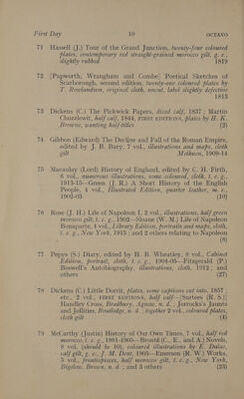 First Day 10 OCTAVO
71 Hassell (J.) Tour of the Grand Junction, twenty-four coloured
plates, contemporary red straight-grained morocco gilt, g. e.,
slightly rubbed 1819
72 [Papworth, Wrangham and Combe] Poetical Sketches of
Scarborough, second edition, twenty-one coloured plates by
T. Rowlandson, original cloth, uncut, label slightly defective
1813
73 Dickens (C.) The Pickwick Papers, diced calf, 1837; Martin
Chuzzlewit, half calf, 1844, FIRST EDITIONS, plates by H. K.
Browne, wanting half-titles (2)
74 Gibbon (Edward) The Decline and Fall of the Roman Empire,
edited by J. B. Bury, 7 vol., illustrations and maps, cloth
gilt Methuen, 1909-14
75 Macaulay (Lord) History of England, edited by C. H. Firth,
6 vol., numerous illustrations, some coloured, cloth, t. e. g.,
1913-15—Green (J. R.) A Short History of the English
People, 4 vol., Illustrated Edition, quarter leather, m. e.,
1902-03 (10)
76 Rose (J. H.) Life of Napoleon I, 2 vol., illustrations, half green
morocco gilt, t. e. g., 1902—Sloane (W. M.) Life of Napoleon
Bonaparte, 4 vol., Library Edition, portraits and maps, cloth,
t. e. g., New York, 1915; and 2 others relating to Napoleon
(8)
77 Pepys (S.) Diary, edited by H. B. Wheatley, 8 vol., Cabinet
Edition, portrait, cloth, t. e. g., 1904-05—Fitzgerald (P.)
Boswell's Autobiography, illustrations, cloth, 1912; and
others (27)
78 Dickens (C.) Little Dorrit, plates, some captions cut into, 1857;
etc., 2 vol., FIRST EDITIONS, half calf—[Surtees (R. S.)]
Handley Cross, Bradbury, Agnew, n. d.; Jorrocks's Jaunts
and Jollities, Routledge, n. d.; together 2 vol., coloured plates,
cloth gilt (4)
79 McCarthy (Justin) History of Our Own Times, 7 vol., half red
morocco, t. e. g., 1881-1905—Brontë (C., E., and A.) Novels,
8 vol. (should be 10), coloured illustrations by E. Dulac,
calf gilt, g. e., J. M. Dent, 1905—Emerson (R. W.) Works,
5 vol., frontispieces, half morocco gilt, t. e. g., New York,
Bigelow, Brown, n. d.; and 3 others (23)